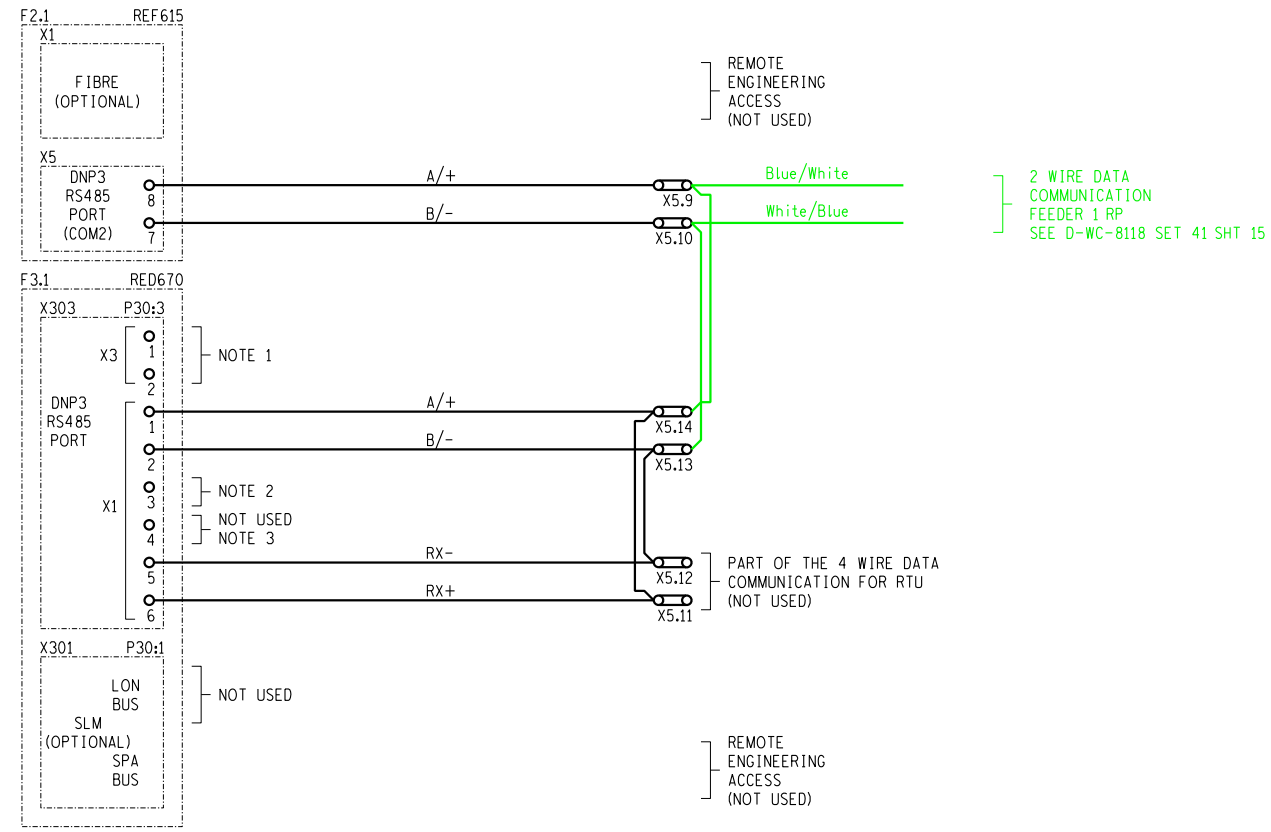 F2.1 REF615
X1
FIBRE
(OPTIONAL)
REMOTE
ENGINEERING
ACCESS
(NOT USED)
X5
DNP3
RS485
PORT
(COM2)
8
7
A/+
B/-
X5.9
X5.10
Blue/White
White/Blue
2 WIRE DATA
COMMUNICATION
FEEDER 1 RP
SEE D-WC-8118 SET 41 SHT 15
F3.1 RED670
X303 P30:3
X3
1
2
NOTE 1
DNP3
RS485
PORT
X1
1
2
3
4
5
6
A/+
B/-
X5.14
X5.13
NOTE 2
NOT USED
NOTE 3
RX-
RX+
X5.12
X5.11
PART OF THE 4 WIRE DATA
COMMUNICATION FOR RTU
(NOT USED)
X301 P30:1
LON
BUS
SLM
(OPTIONAL)
SPA
BUS
NOT USED
REMOTE
ENGINEERING
ACCESS
(NOT USED)